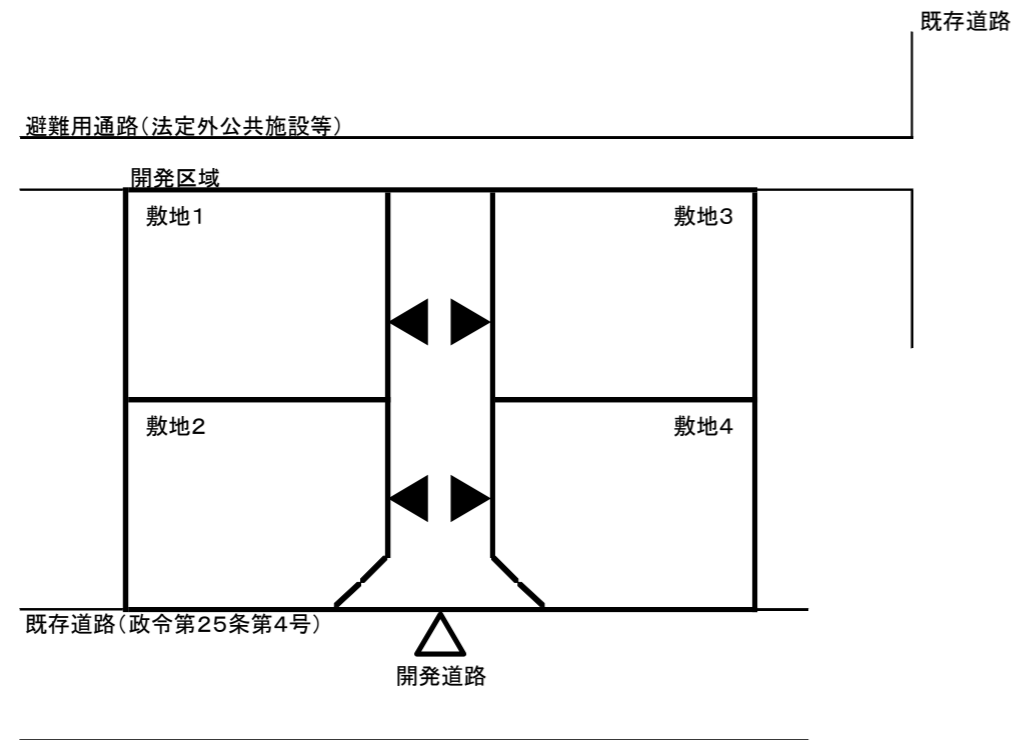 既存道路
避難用通路(法定外公共施設等)
開発区域
敷地1
敷地3
敷地2
敷地4
既存道路(政令第25条第4号)
開発道路